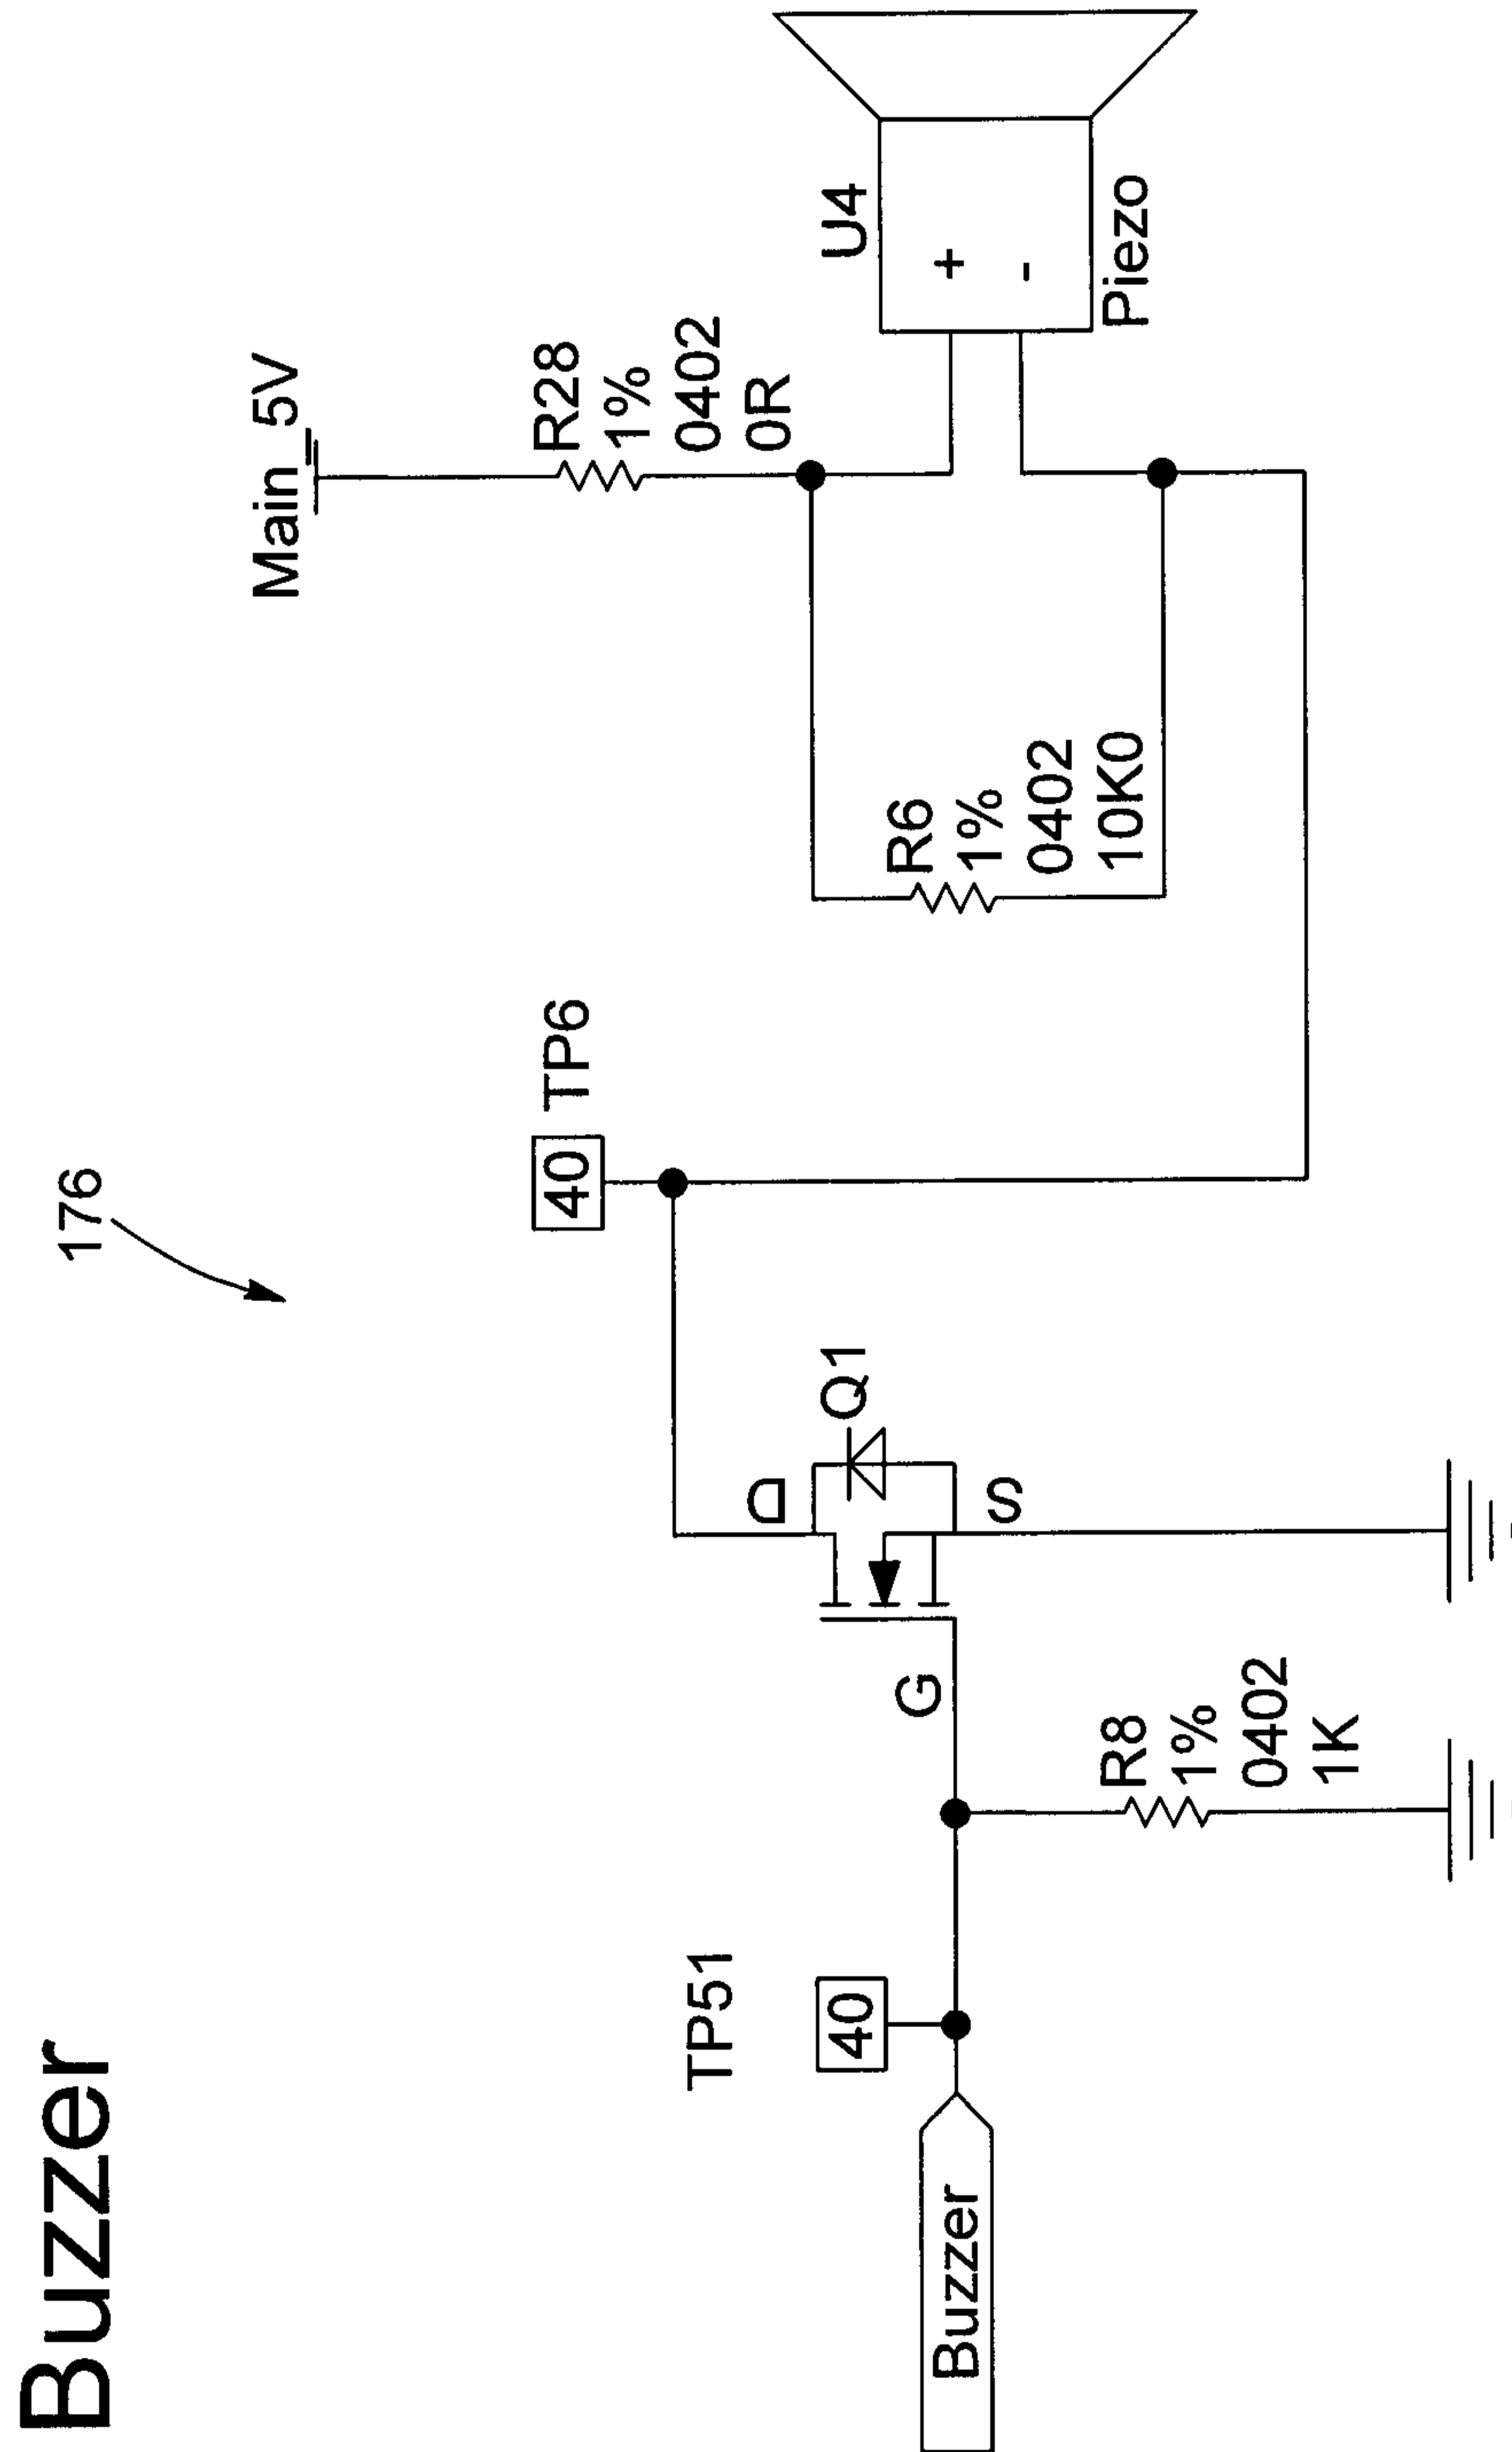 Buzzer
176
Main_5V
R28
1%
0402
0R
U4
+
-
Piezo
R6
1%
0402
10K0
40 TP6
Q1
D
S
G
R8
1%
0402
1K
TP51
40
Buzzer